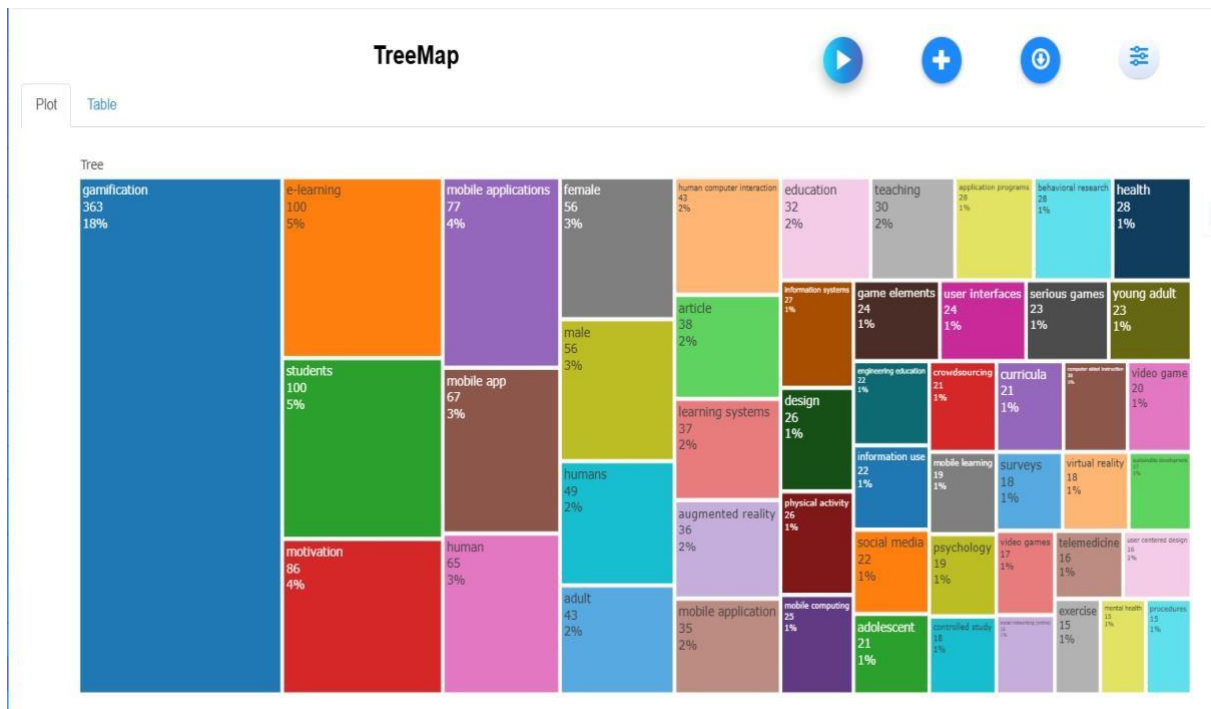 TreeMap
Plot
Table
Tree
gamification
363
18%
e-learning
100
5%
students
100
5%
motivation
86
4%
mobile applications
77
4%
mobile app
67
3%
human
65
3%
female
56
3%
male
56
3%
humans
49
2%
adult
43
2%
human computer interaction
43
2%
article
38
2%
learning systems
37
2%
augmented reality
36
2%
mobile application
35
2%
education
32
2%
teaching
30
2%
application programs
28
1%
behavioral research
28
1%
health
28
1%
information systems
27
1%
design
26
1%
physical activity
26
1%
mobile computing
25
1%
game elements
24
1%
user interfaces
24
1%
serious games
23
1%
young adult
23
1%
engineering education
22
1%
information use
22
1%
social media
22
1%
adolescent
21
1%
crowdsourcing
21
1%
curricula
21
1%
computer aided instruction
1%
video game
20
1%
mobile learning
19
1%
psychology
19
1%
controlled study
18
1%
surveys
18
1%
virtual reality
18
1%
sustainable development
17
1%
video games
17
1%
telemedicine
16
1%
user centered design
16
1%
exercise
15
1%
mental health
15
1%
procedures
15
1%